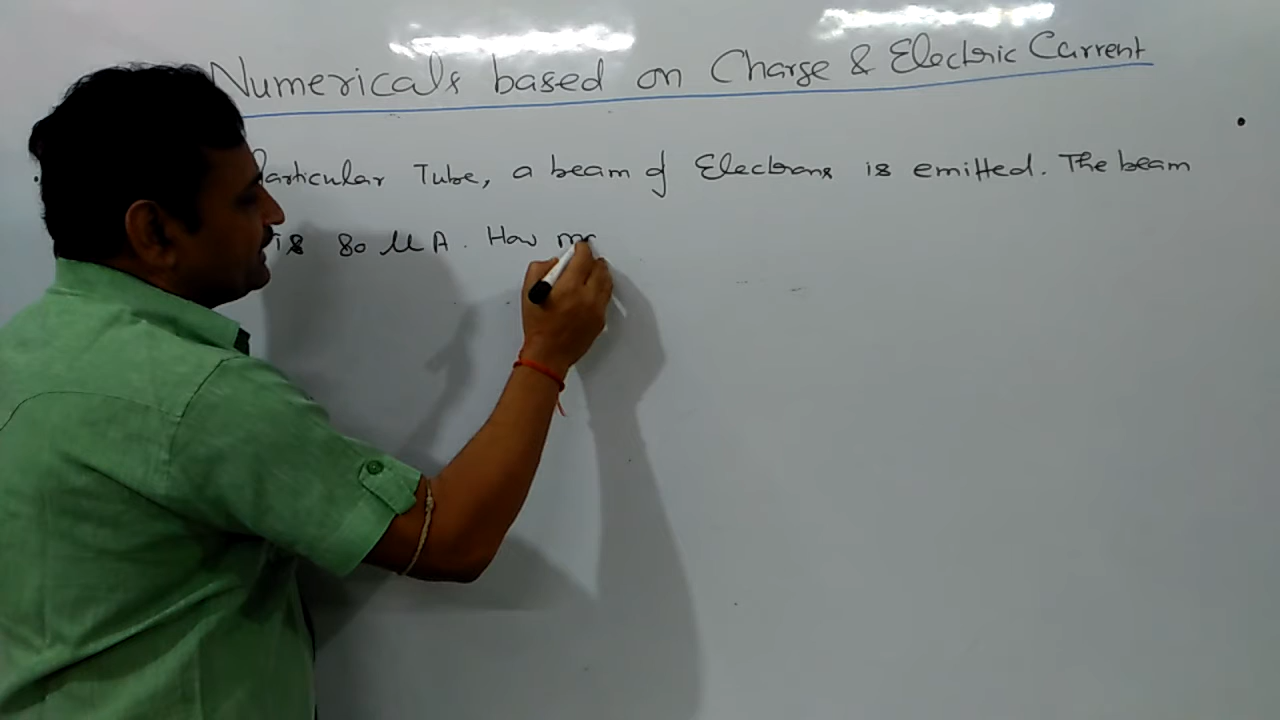 Numericals based on Charge & Electric Current
Particular Tube, a beam of Electrons is emitted. The beam
is 80 μA. How